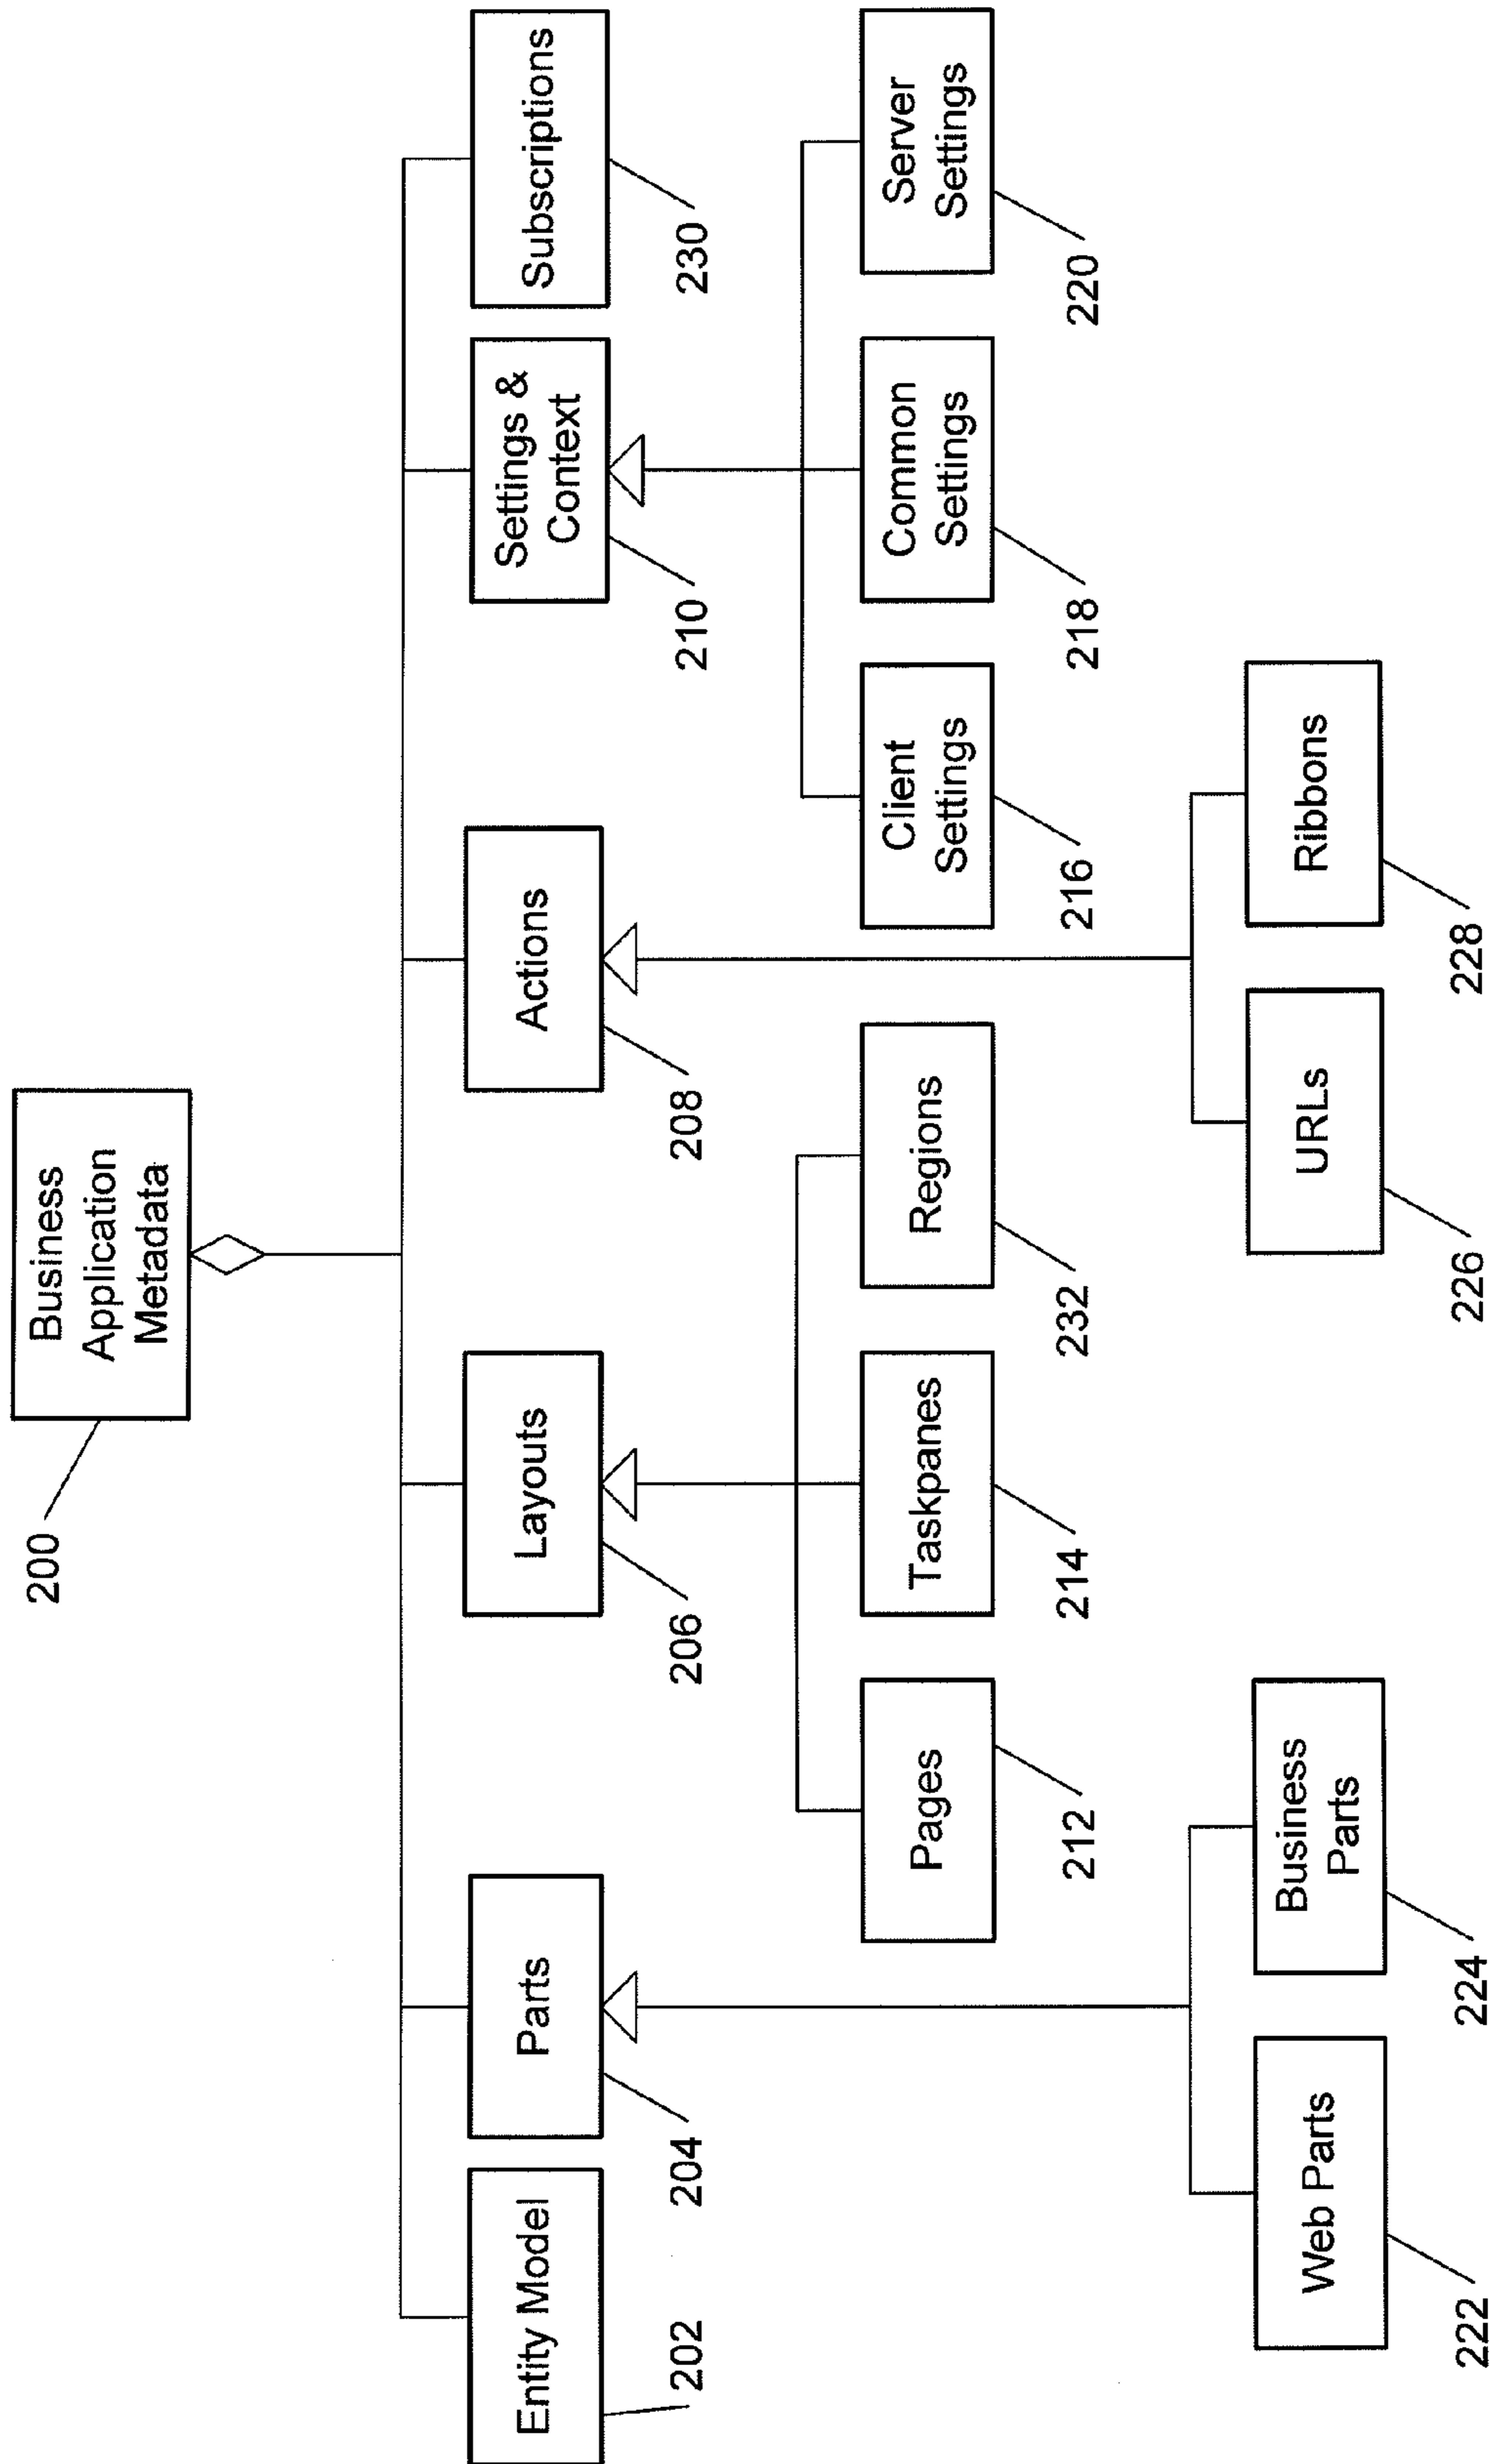 Business
Application
Metadata
200
Entity Model
202
Parts
204
Layouts
206
Actions
208
Settings &
Context
210
Subscriptions
230
Pages
212
Taskpanes
214
Regions
232
Client
Settings
216
Common
Settings
218
Server
Settings
220
Web Parts
222
Business
Parts
224
URLs
226
Ribbons
228